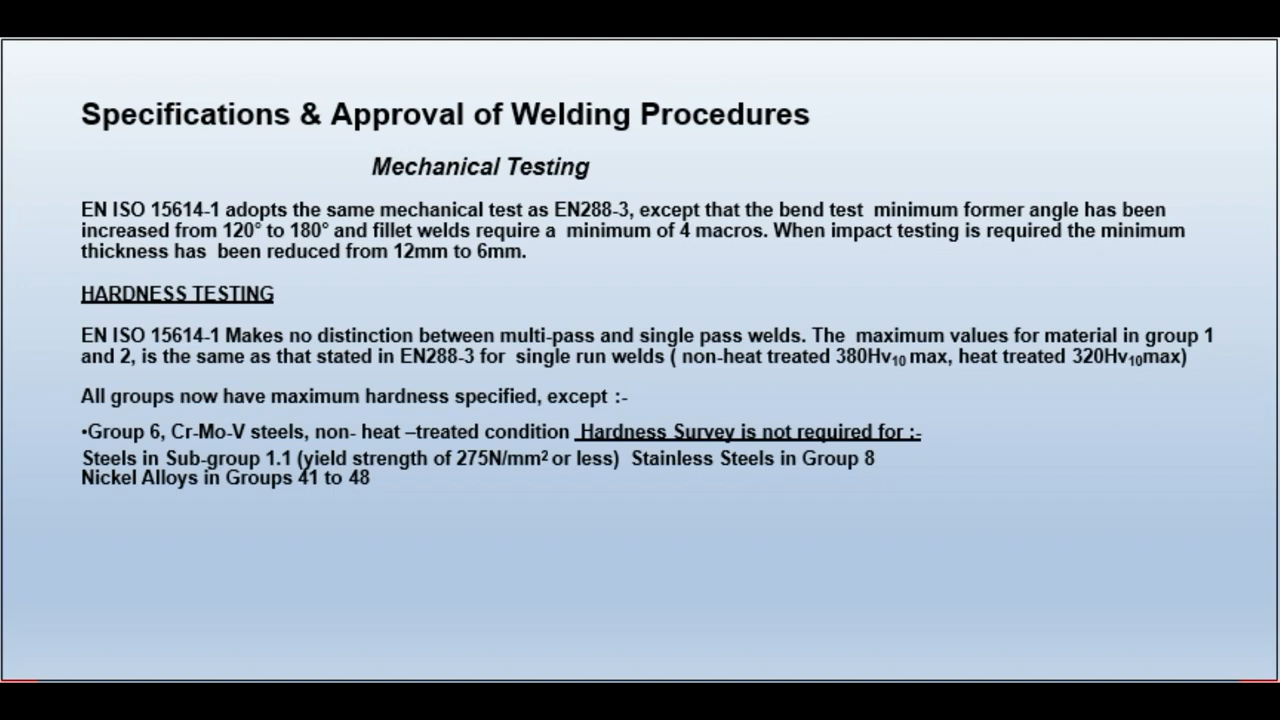 Specifications & Approval of Welding Procedures
Mechanical Testing
EN ISO 15614-1 adopts the same mechanical test as EN288-3, except that the bend test minimum former angle has been
increased from 120° to 180° and fillet welds require a minimum of 4 macros. When impact testing is required the minimum
thickness has been reduced from 12mm to 6mm.
HARDNESS TESTING
EN ISO 15614-1 Makes no distinction between multi-pass and single pass welds. The maximum values for material in group 1
and 2, is the same as that stated in EN288-3 for single run welds ( non-heat treated 380Hv₁₀ max, heat treated 320Hv₁₀max)
All groups now have maximum hardness specified, except :-
•Group 6, Cr-Mo-V steels, non- heat –treated condition Hardness Survey is not required for :-
Steels in Sub-group 1.1 (yield strength of 275N/mm² or less) Stainless Steels in Group 8
Nickel Alloys in Groups 41 to 48